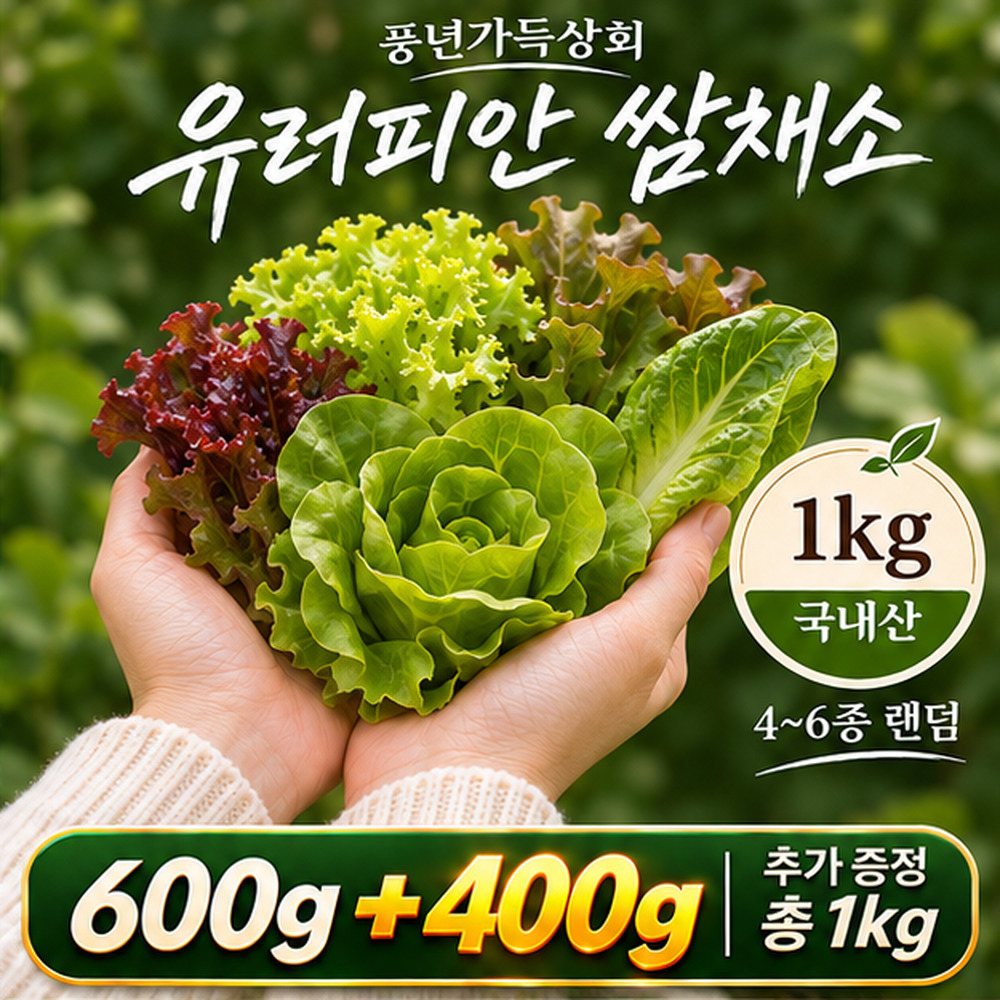 풍년가득상회
유러피안 쌈채소
1kg
국내산
4~6종 랜덤
600g+400g
추가 증정
총 1kg